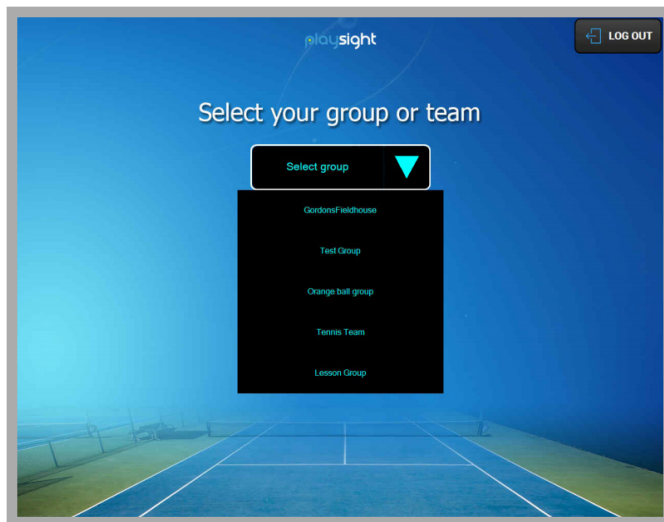 playsight
LOG OUT
Select your group or team
Select group
GordonsFieldhouse
Test Group
Orange ball group
Tennis Team
Lesson Group